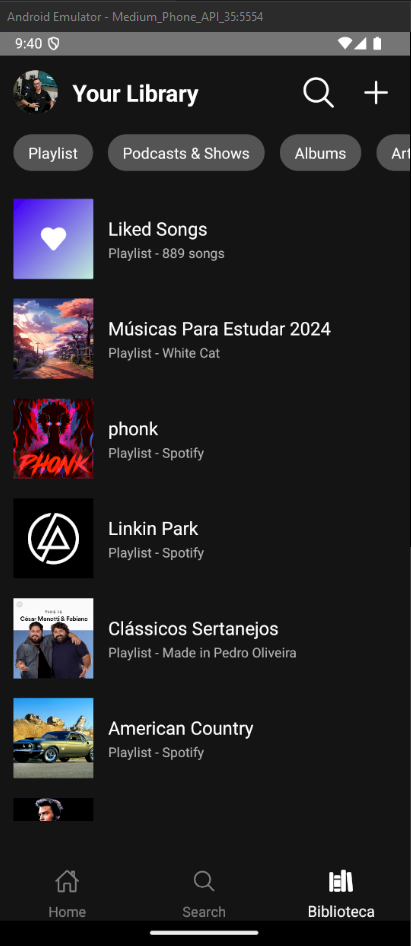 Android Emulator - Medium_Phone_API_35:5554
9:40
Your Library
Playlist Podcasts & Shows Albums Art
Liked Songs
Playlist - 889 songs
Músicas Para Estudar 2024
Playlist - White Cat
PHONK
phonk
Playlist - Spotify
Linkin Park
Playlist - Spotify
THIS IS
César Menotti & Fabiano
Clássicos Sertanejos
Playlist - Made in Pedro Oliveira
American Country
Playlist - Spotify
Home Search Biblioteca